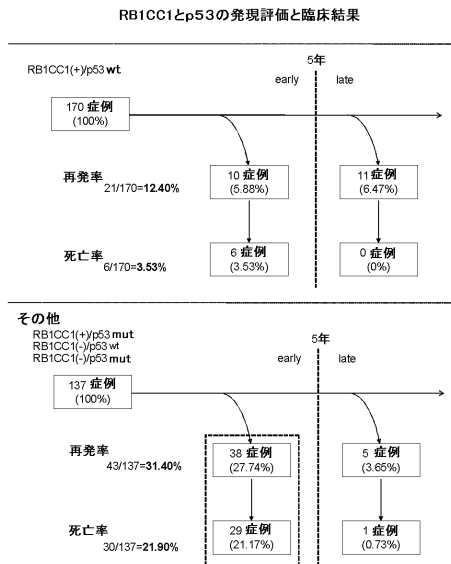 RB1CC1とp53の発現評価と臨床結果
5年
RB1CC1(+)/p53 wt
early
late
170 症例
(100%)
再発率
21/170=12.40%
10 症例
(5.88%)
11 症例
(6.47%)
死亡率
6/170=3.53%
6 症例
(3.53%)
0 症例
(0%)
その他
RB1CC1(+)/p53 mut
RB1CC1(-)/p53 wt
RB1CC1(-)/p53 mut
5年
early
late
137 症例
(100%)
再発率
43/137=31.40%
38 症例
(27.74%)
5 症例
(3.65%)
死亡率
30/137=21.90%
29 症例
(21.17%)
1 症例
(0.73%)